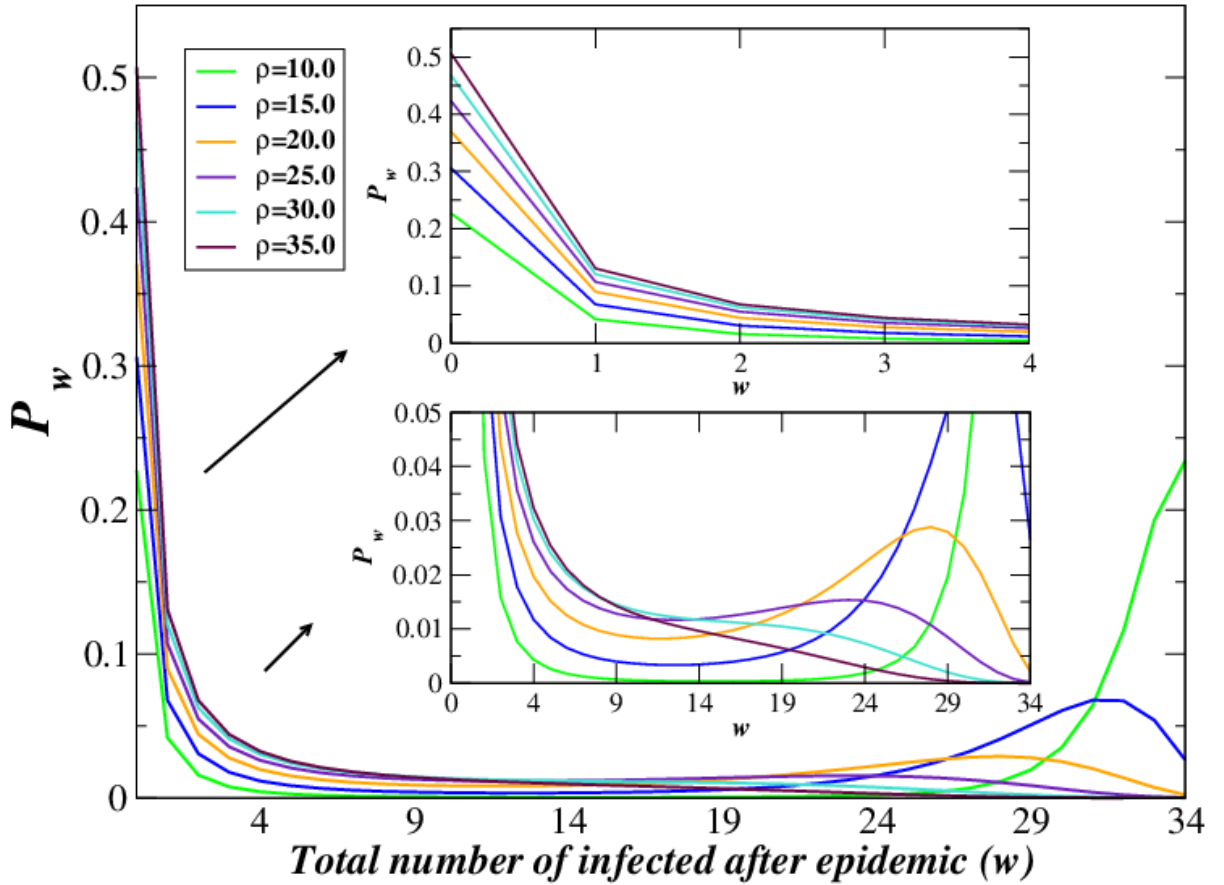 P w
0.5
0.4
0.3
0.2
0.1
0
4 9 14 19 24 29 34
Total number of infected after epidemic (w)
ρ=10.0
ρ=15.0
ρ=20.0
ρ=25.0
ρ=30.0
ρ=35.0
P w
0.5
0.4
0.3
0.2
0.1
0
0 1 2 3 4
w
P w
0.05
0.04
0.03
0.02
0.01
0
0 4 9 14 19 24 29 34
w